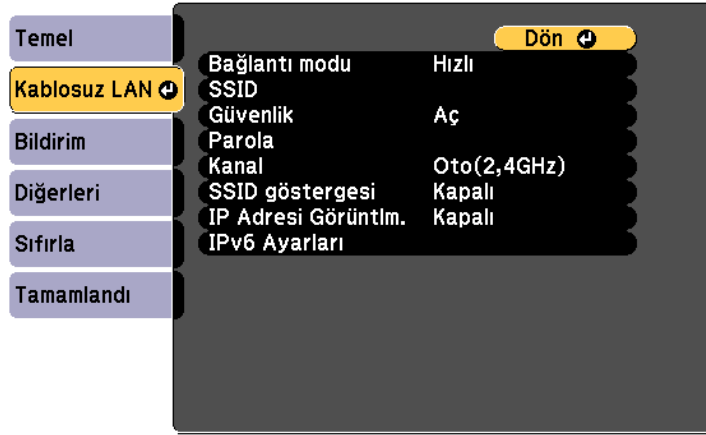 Temel
Kablosuz LAN
Bildirim
Diğerleri
Sıfırla
Tamamlandı
Dön
Bağlantı modu Hızlı
SSID
Güvenlik Aç
Parola
Kanal Oto(2,4GHz)
SSID göstergesi Kapalı
IP Adresi Görüntlm. Kapalı
IPv6 Ayarları